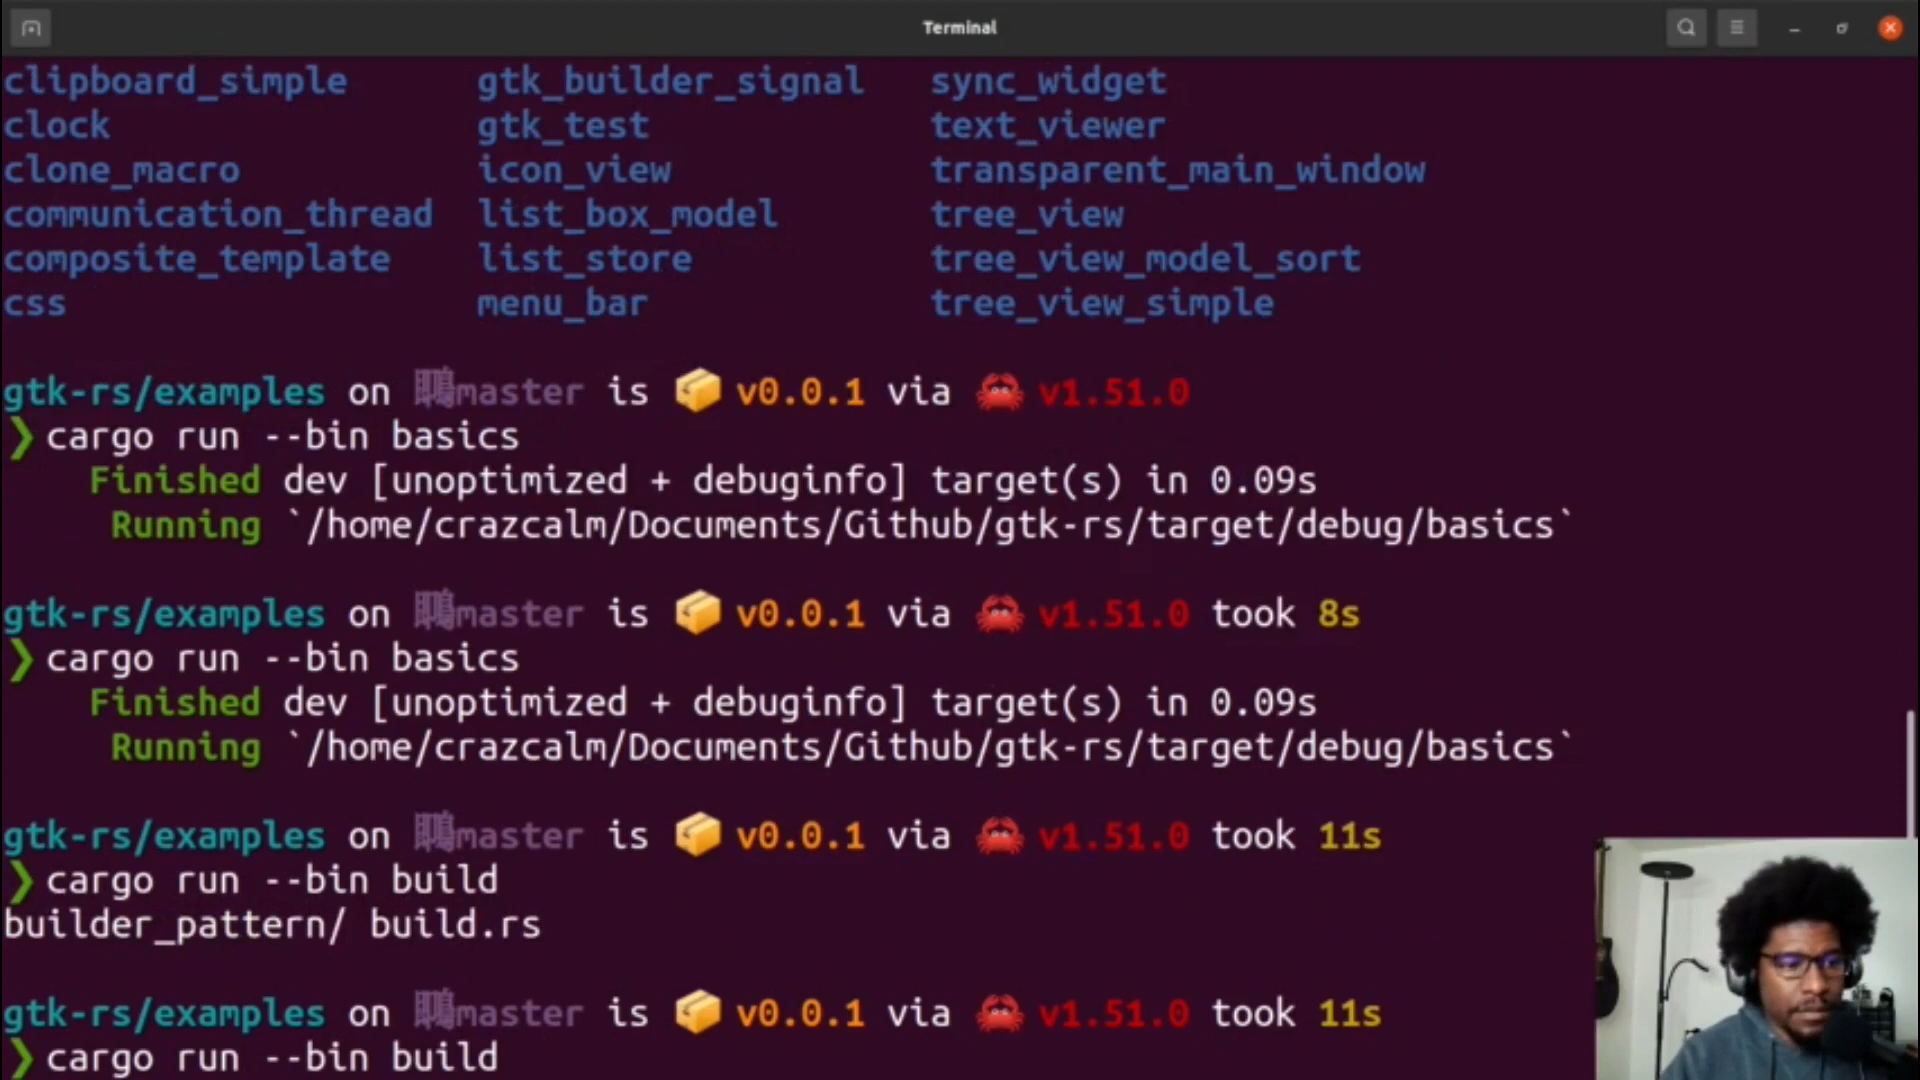 Terminal
clipboard_simple gtk_builder_signal sync_widget
clock gtk_test text_viewer
clone_macro icon_view transparent_main_window
communication_thread list_box_model tree_view
composite_template list_store tree_view_model_sort
css menu_bar tree_view_simple
gtk-rs/examples on master is 📦 v0.0.1 via 🦀 v1.51.0
❯ cargo run --bin basics
Finished dev [unoptimized + debuginfo] target(s) in 0.09s
Running `/home/crazcalm/Documents/Github/gtk-rs/target/debug/basics`
gtk-rs/examples on master is 📦 v0.0.1 via 🦀 v1.51.0 took 8s
❯ cargo run --bin basics
Finished dev [unoptimized + debuginfo] target(s) in 0.09s
Running `/home/crazcalm/Documents/Github/gtk-rs/target/debug/basics`
gtk-rs/examples on master is 📦 v0.0.1 via 🦀 v1.51.0 took 11s
❯ cargo run --bin build
builder_pattern/ build.rs
gtk-rs/examples on master is 📦 v0.0.1 via 🦀 v1.51.0 took 11s
❯ cargo run --bin build